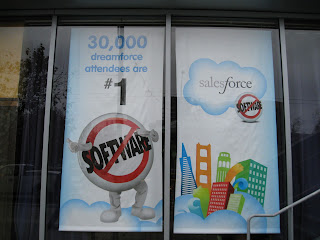 30,000
dreamforce
attendees are
#1
SOFTWARE
salesforce
SOFTWARE